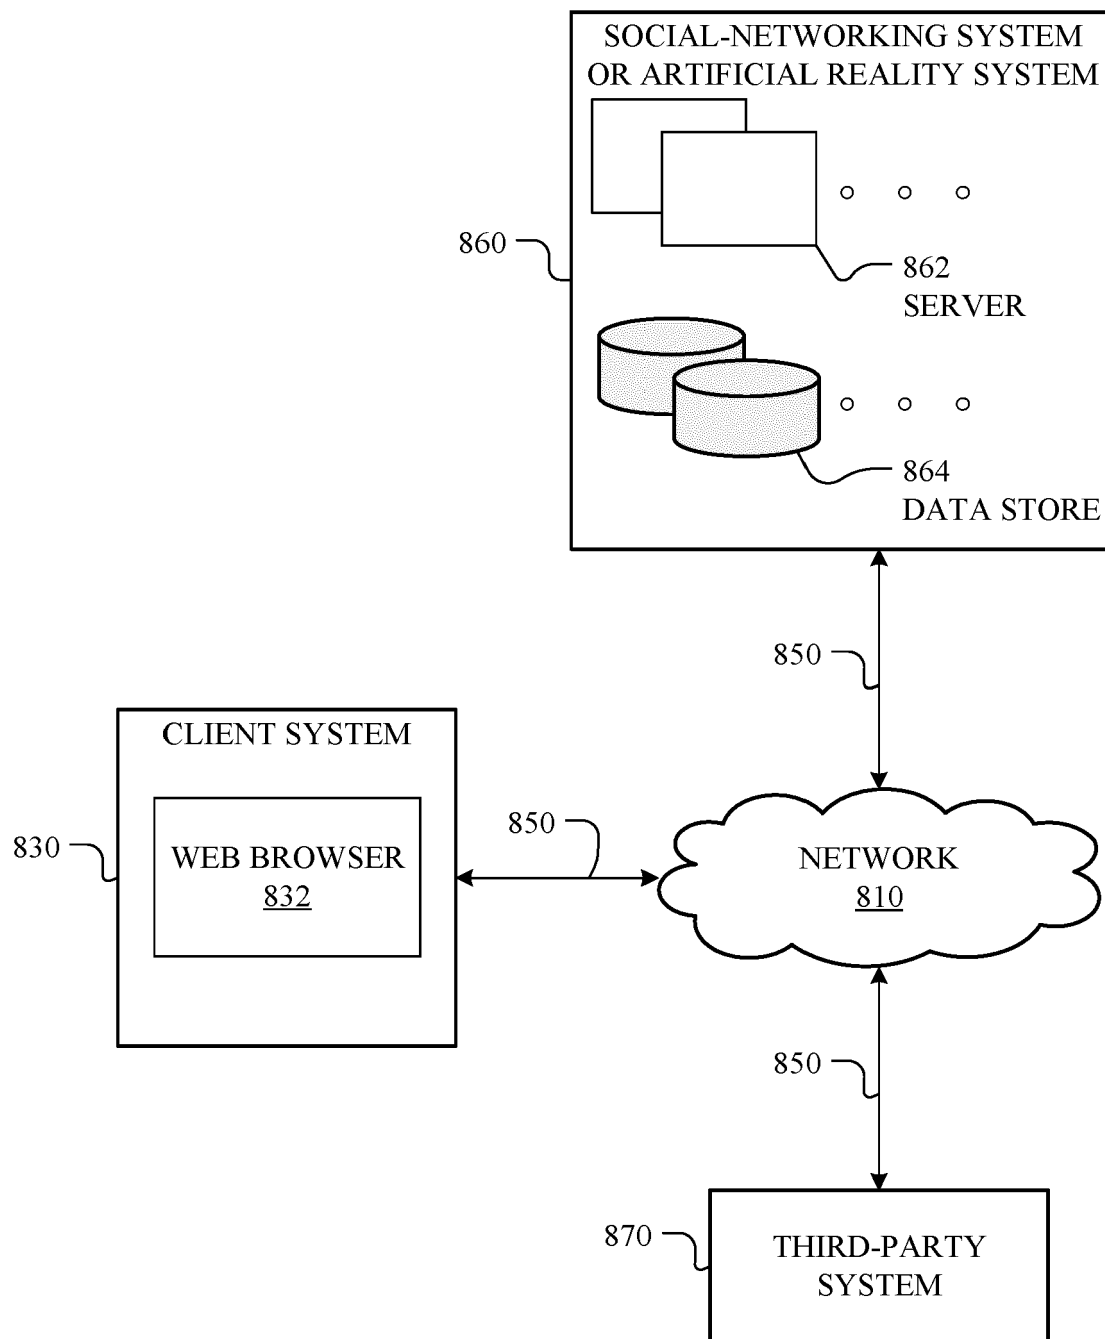 SOCIAL-NETWORKING SYSTEM
OR ARTIFICIAL REALITY SYSTEM
860
862
SERVER
864
DATA STORE
850
CLIENT SYSTEM
830
WEB BROWSER
832
850
NETWORK
810
850
870
THIRD-PARTY
SYSTEM